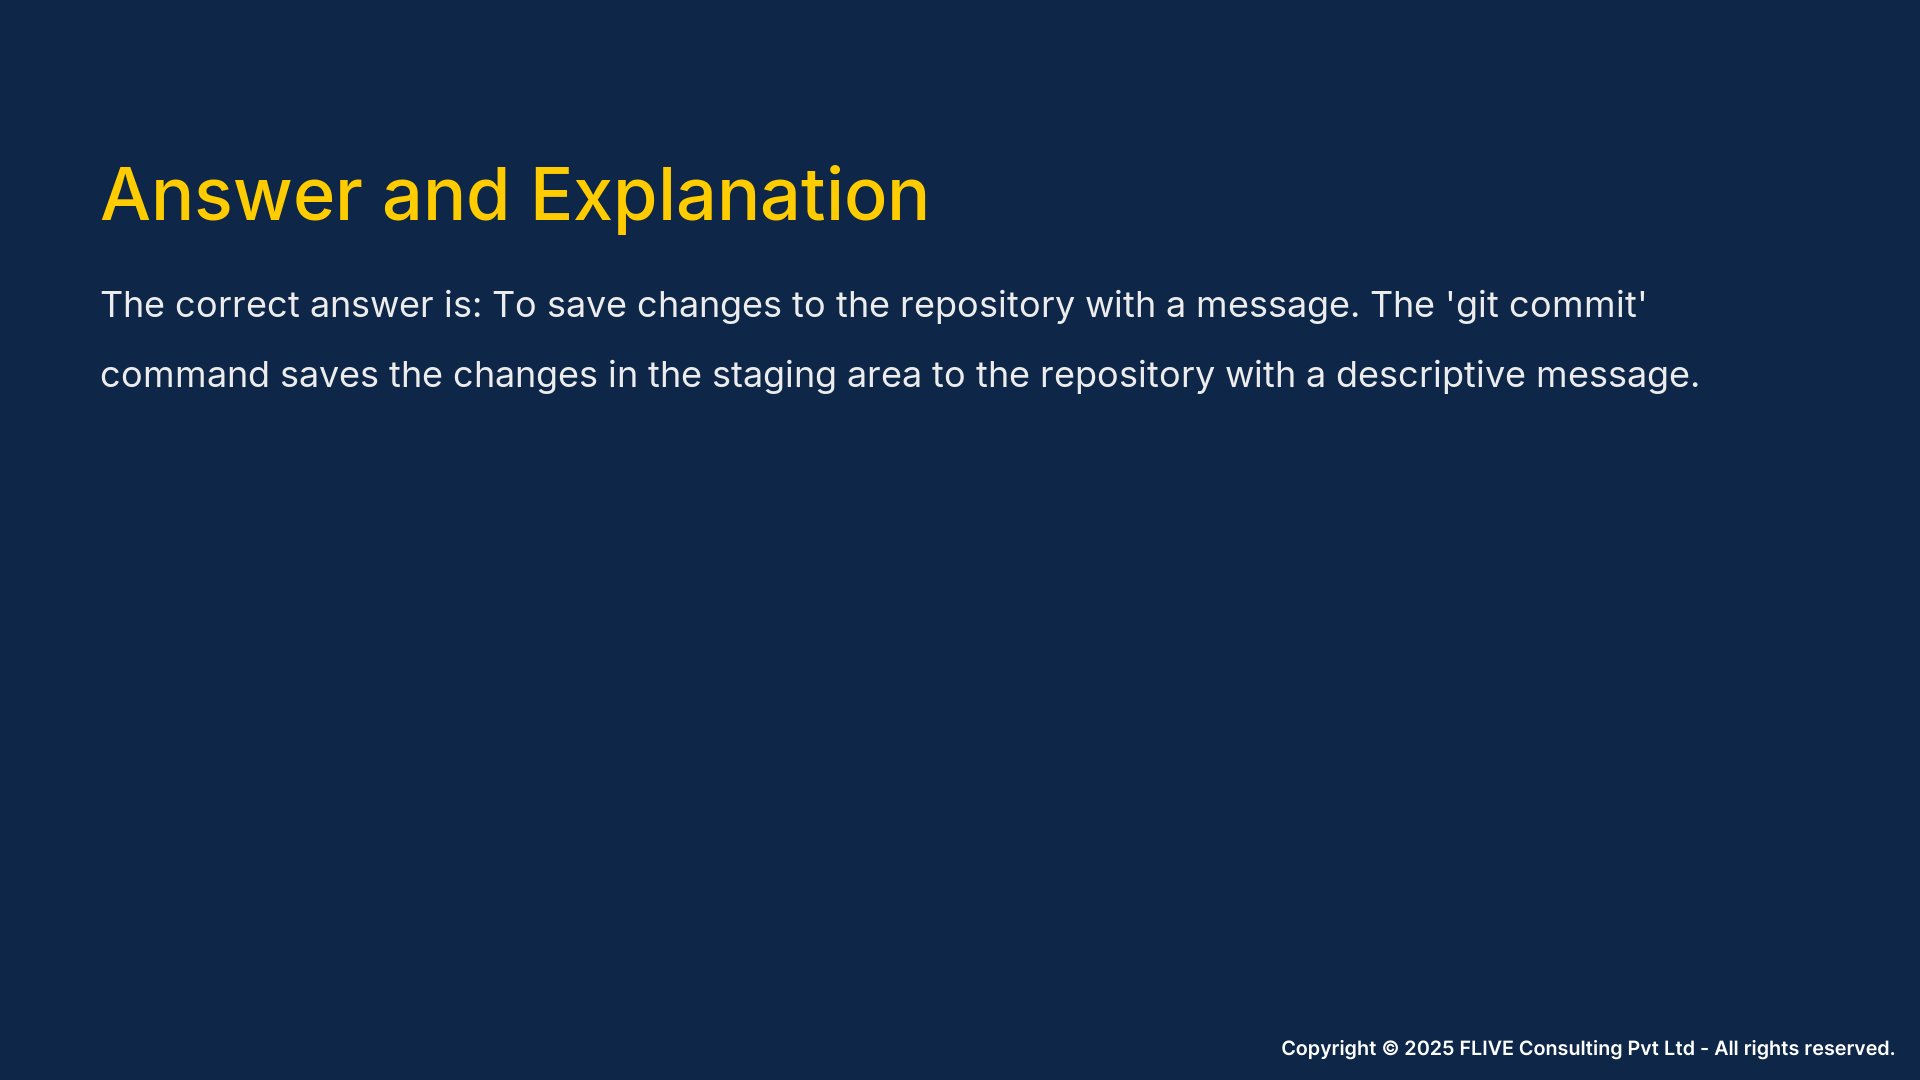 Answer and Explanation
The correct answer is: To save changes to the repository with a message. The 'git commit'
command saves the changes in the staging area to the repository with a descriptive message.
Copyright © 2025 FLIVE Consulting Pvt Ltd - All rights reserved.